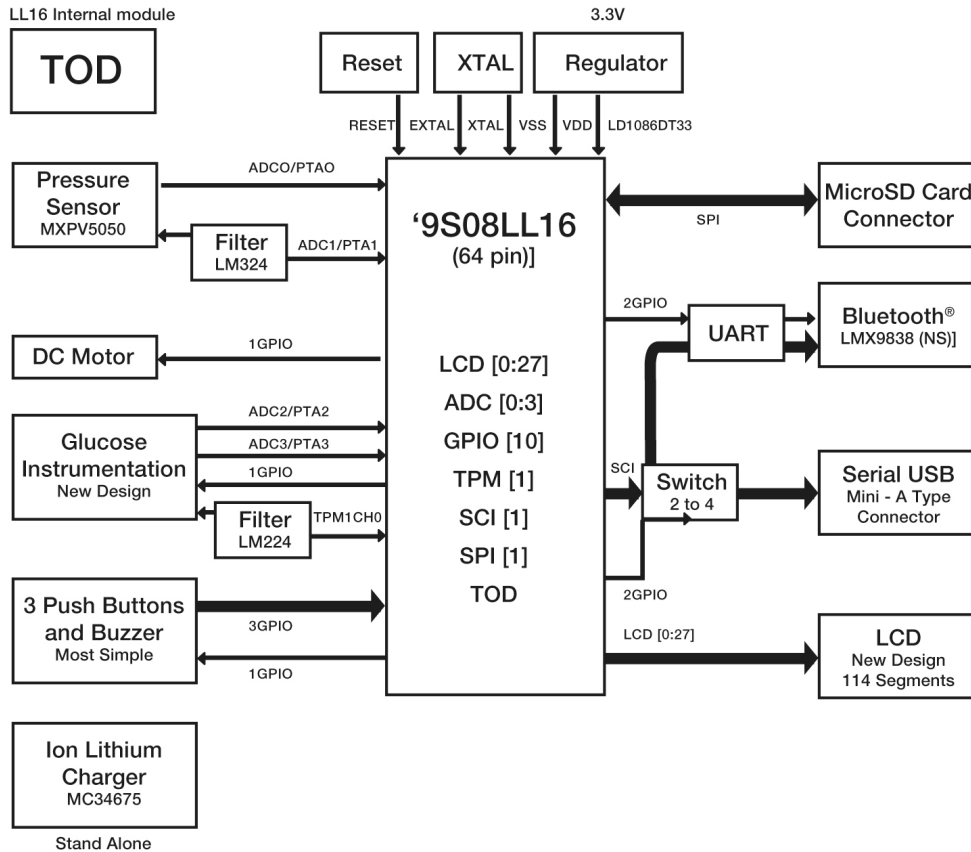 LL16 Internal module
TOD
3.3V
Reset
XTAL
Regulator
RESET
EXTAL
XTAL
VSS
VDD
LD1086DT33
Pressure
Sensor
MXPV5050
ADCO/PTAO
Filter
LM324
ADC1/PTA1
DC Motor
1GPIO
Glucose
Instrumentation
New Design
ADC2/PTA2
ADC3/PTA3
1GPIO
Filter
LM224
TPM1CH0
3 Push Buttons
and Buzzer
Most Simple
3GPIO
1GPIO
Ion Lithium
Charger
MC34675
Stand Alone
‘9S08LL16
(64 pin)]
LCD [0:27]
ADC [0:3]
GPIO [10]
TPM [1]
SCI [1]
SPI [1]
TOD
SPI
MicroSD Card
Connector
2GPIO
UART
Bluetooth®
LMX9838 (NS)]
SCI
Switch
2 to 4
2GPIO
Serial USB
Mini - A Type
Connector
LCD [0:27]
LCD
New Design
114 Segments